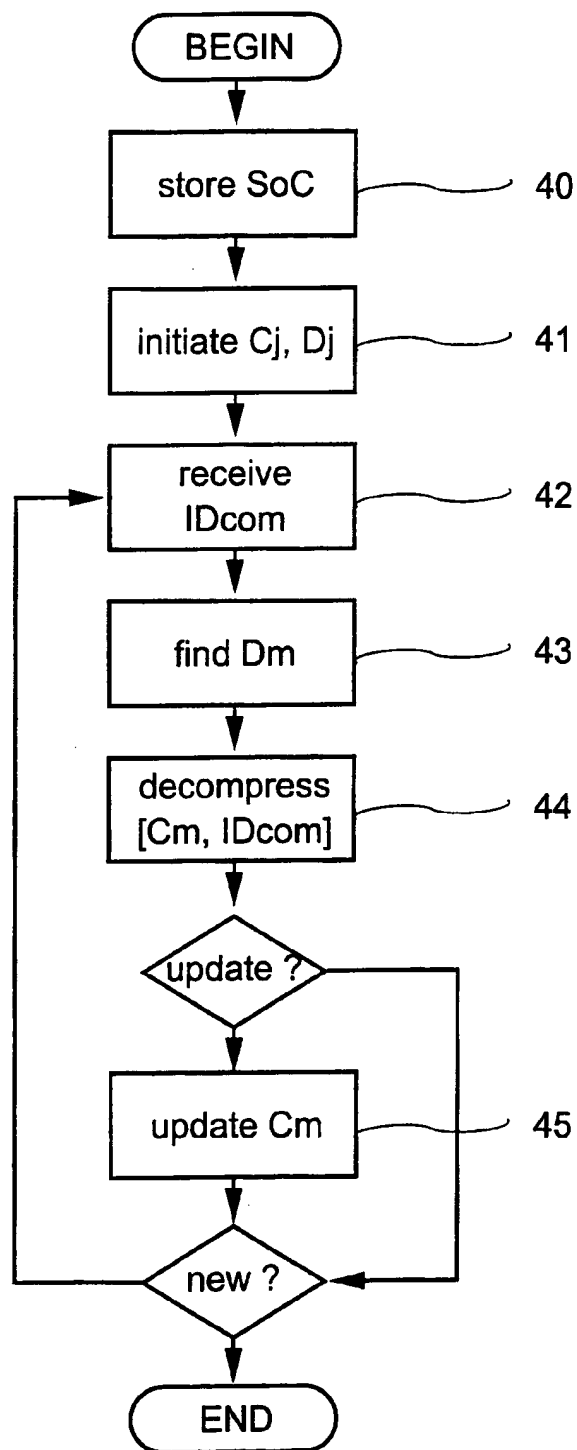 BEGIN
store SoC
40
initiate Cj, Dj
41
receive
IDcom
42
find Dm
43
decompress
[Cm, IDcom]
44
update ?
update Cm
45
new ?
END